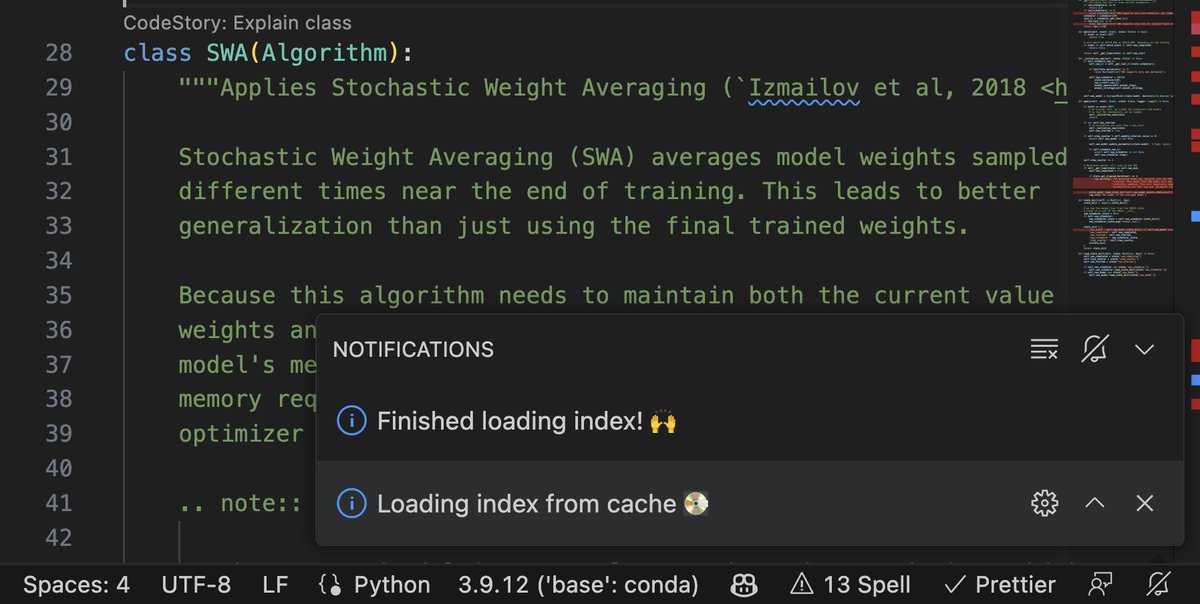 CodeStory: Explain class
28 class SWA(Algorithm):
29 """Applies Stochastic Weight Averaging (`Izmailov et al, 2018 <h
30
31 Stochastic Weight Averaging (SWA) averages model weights sampled
32 different times near the end of training. This leads to better
33 generalization than just using the final trained weights.
34
35 Because this algorithm needs to maintain both the current value
36 weights an
37 model's me
38 memory req
39 optimizer
40
41 .. note::
42
NOTIFICATIONS
Finished loading index! 🙌
Loading index from cache 📀
Spaces: 4 UTF-8 LF {} Python 3.9.12 ('base': conda) 13 Spell Prettier